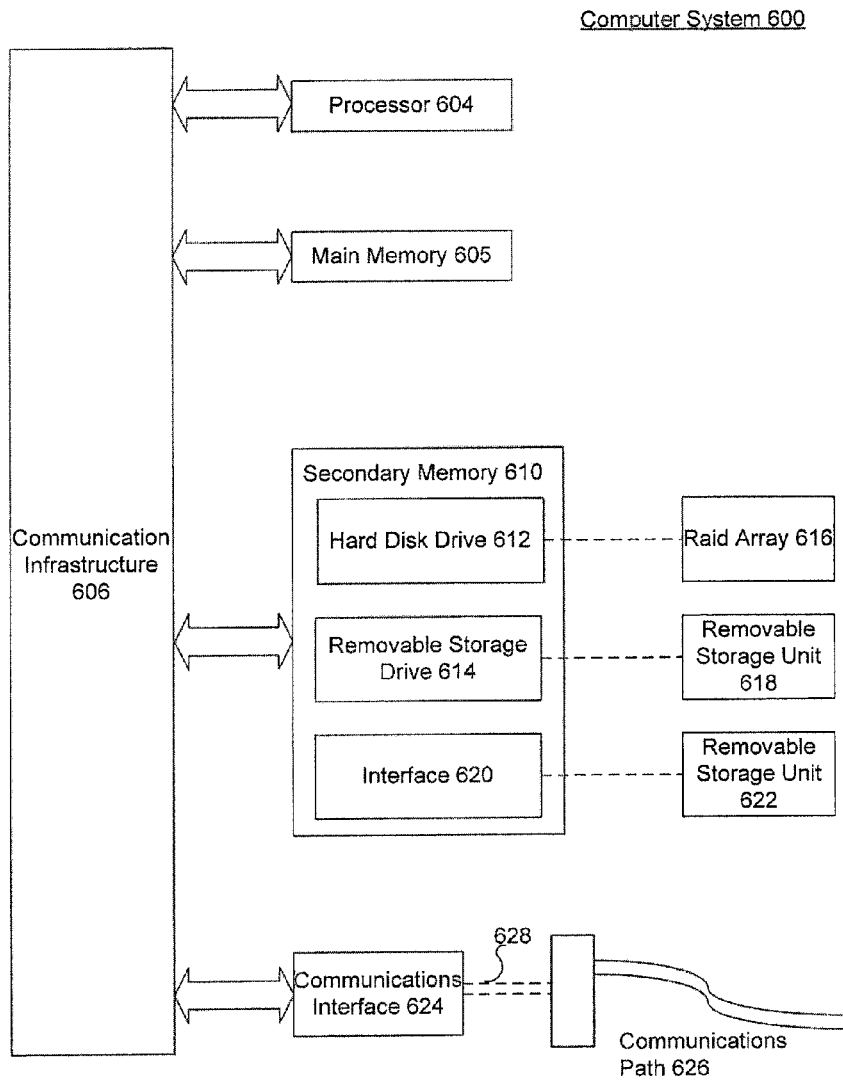 Computer System 600
Processor 604
Main Memory 605
Communication
Infrastructure
606
Secondary Memory 610
Hard Disk Drive 612
Raid Array 616
Removable Storage
Drive 614
Removable
Storage Unit
618
Interface 620
Removable
Storage Unit
622
628
Communications
Interface 624
Communications
Path 626